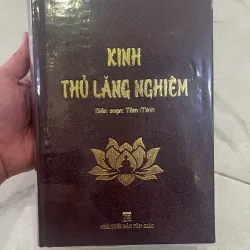 KINH
THỦ LĂNG NGHIÊM
Biên soạn: Tâm Minh
NHÀ XUẤT BẢN TÔN GIÁO